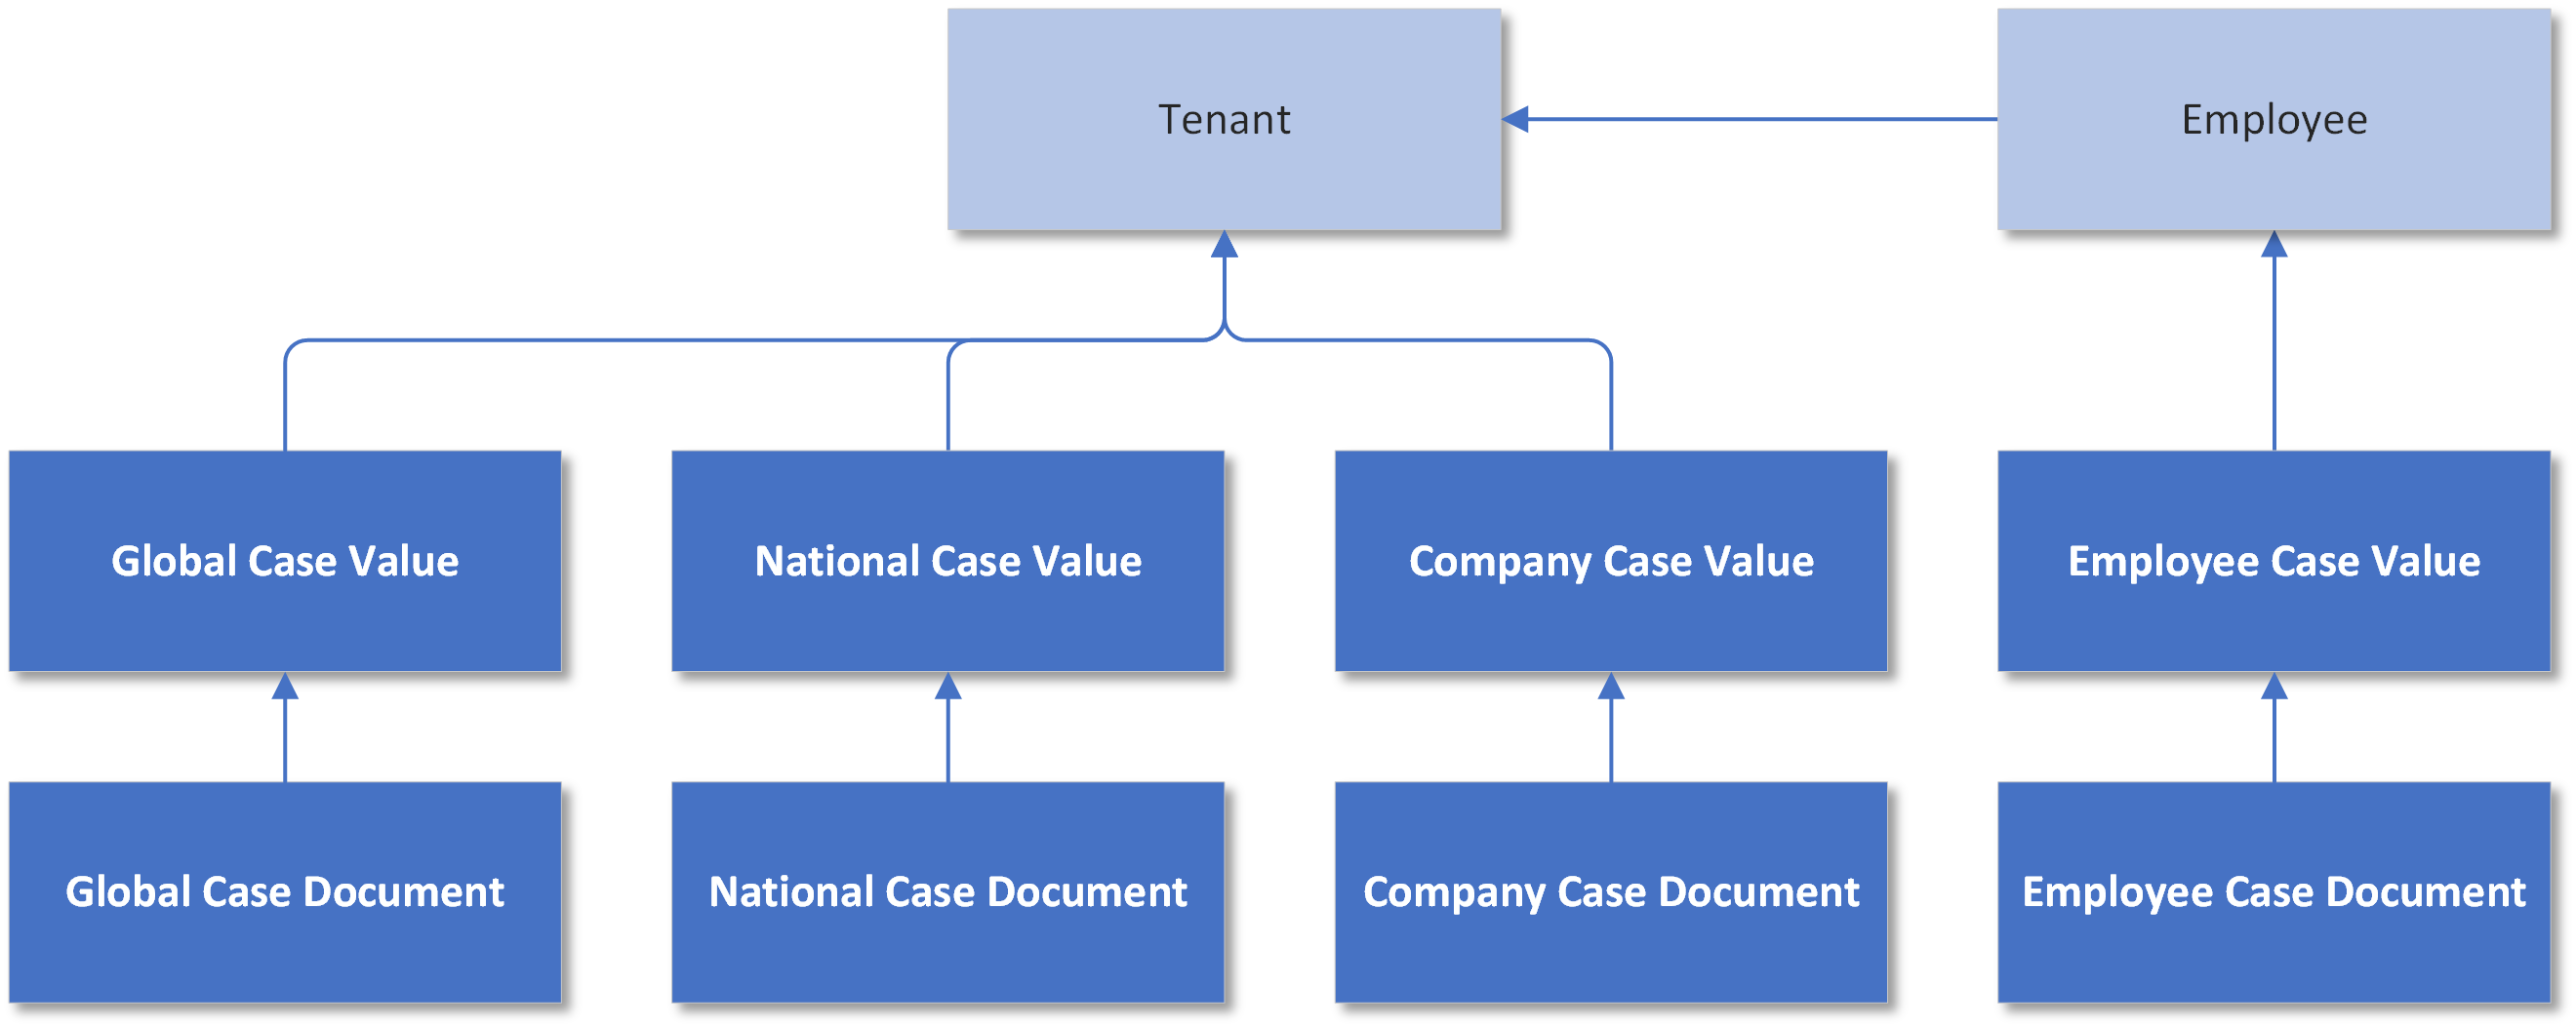 Tenant
Employee
Global Case Value
National Case Value
Company Case Value
Employee Case Value
Global Case Document
National Case Document
Company Case Document
Employee Case Document